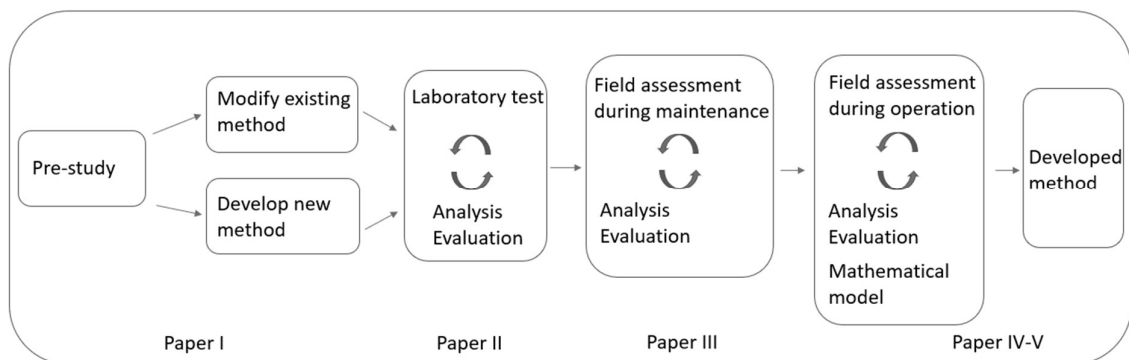 Pre-study
Modify existing
method
Develop new
method
Laboratory test
Analysis
Evaluation
Field assessment
during maintenance
Analysis
Evaluation
Field assessment
during operation
Analysis
Evaluation
Mathematical
model
Developed
method
Paper I
Paper II
Paper III
Paper IV-V